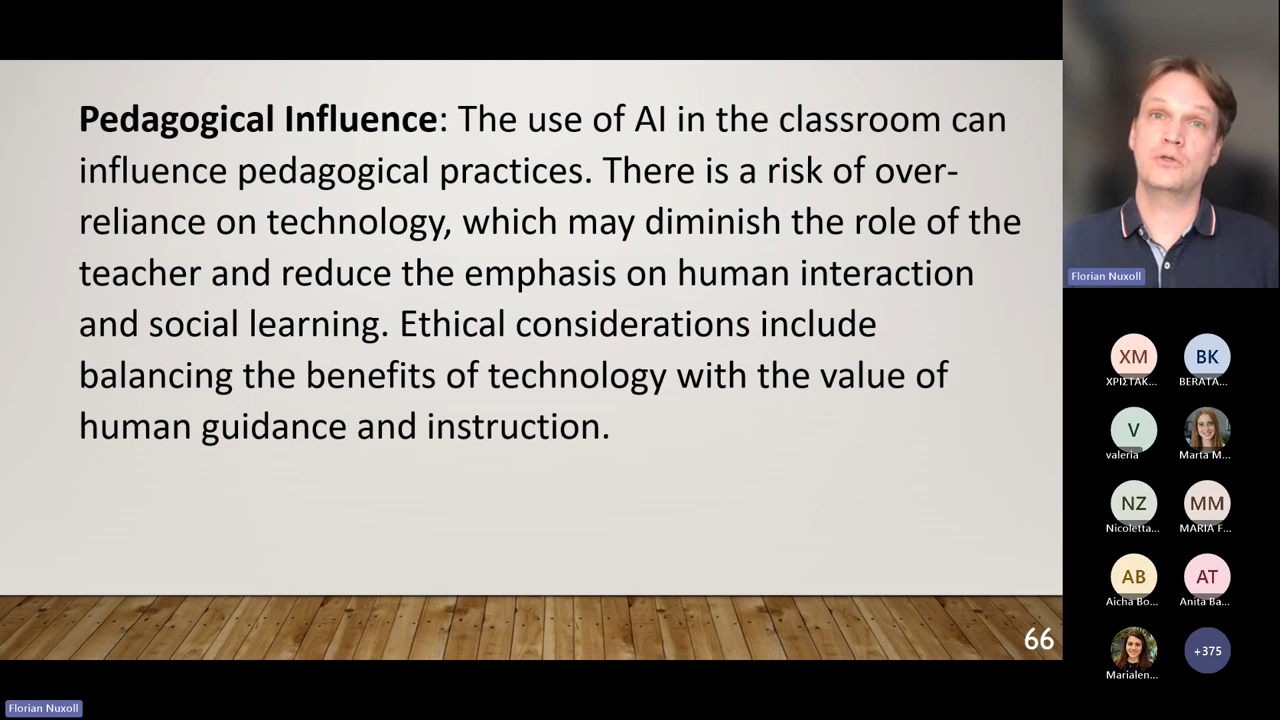 Pedagogical Influence: The use of AI in the classroom can
influence pedagogical practices. There is a risk of over-
reliance on technology, which may diminish the role of the
teacher and reduce the emphasis on human interaction
and social learning. Ethical considerations include
balancing the benefits of technology with the value of
human guidance and instruction.
66
Florian Nuxoll
XM
BK
ΧΡΙΣΤΑΚ...
BERATA...
V
valeria
Marta M...
NZ
MM
Nicoletta...
MARIA F...
AB
AT
Aicha Bo...
Anita Ba...
+375
Marialen...
Florian Nuxoll